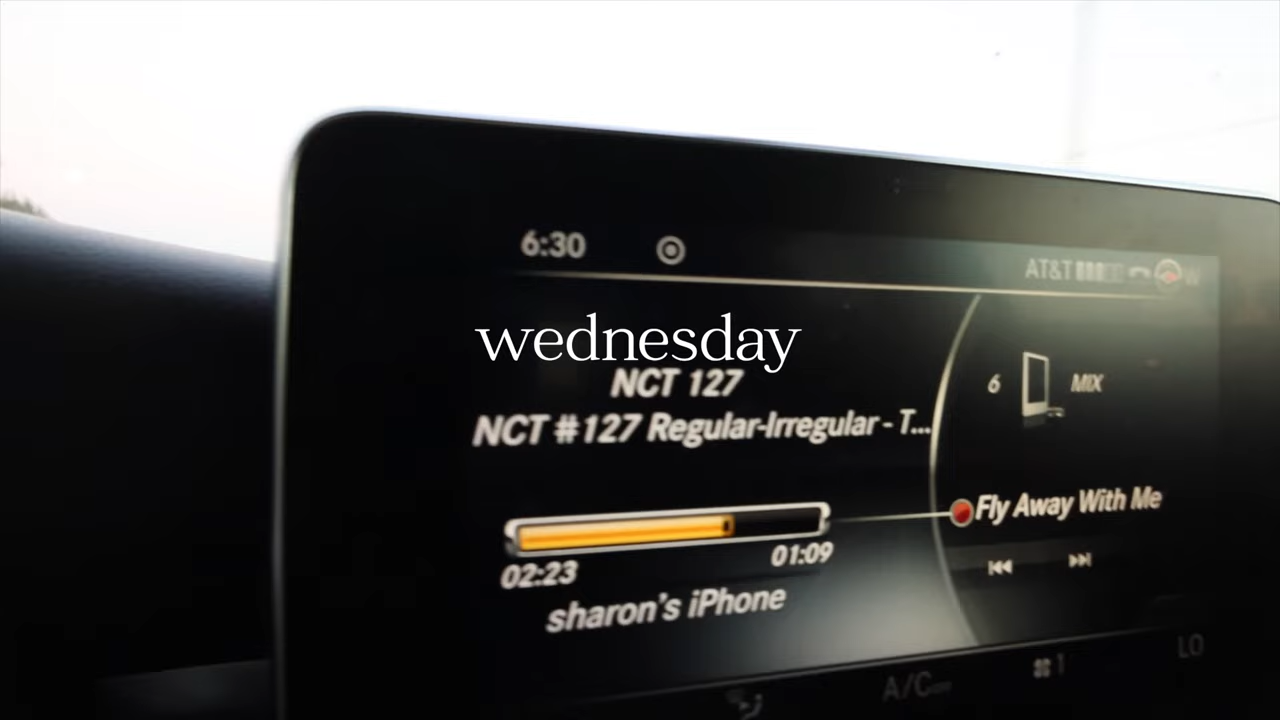 6:30
AT&T
wednesday
NCT 127
NCT #127 Regular-Irregular - T...
6 MIX
Fly Away With Me
02:23 01:09
sharon's iPhone
A/C
1
LO